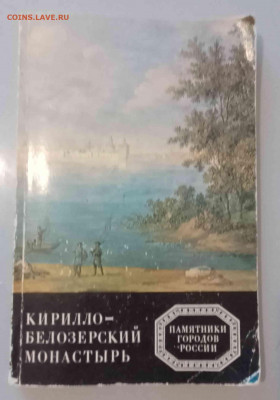 COINS.LAVE.RU
КИРИЛЛО-
БЕЛОЗЕРСКИЙ
МОНАСТЫРЬ
ПАМЯТНИКИ
ГОРОДОВ
РОССИИ